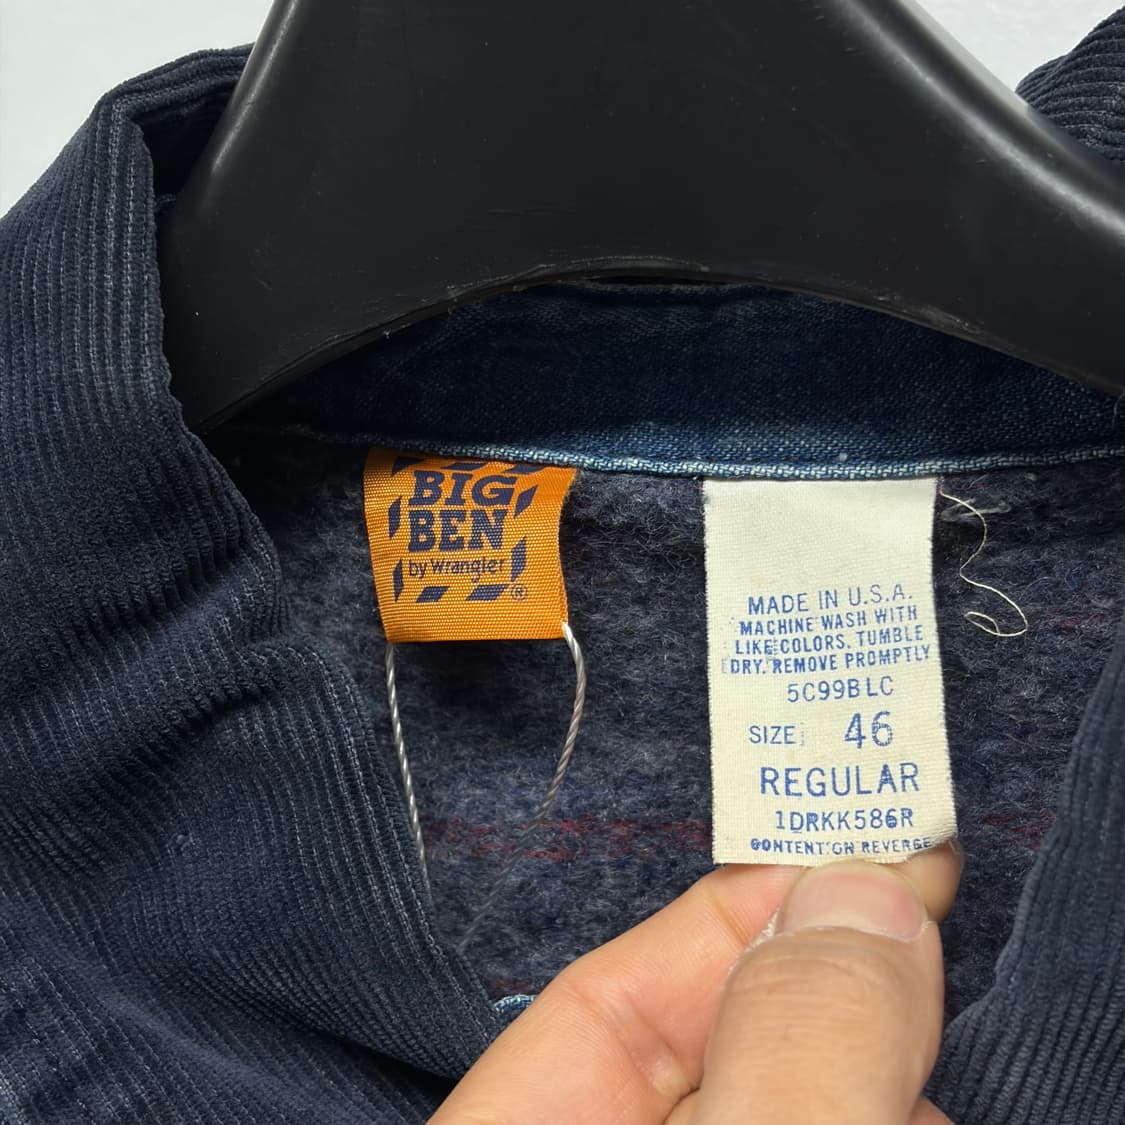 BIG
BEN
by Wrangler
®
MADE IN U.S.A.
MACHINE WASH WITH
LIKE COLORS, TUMBLE
DRY. REMOVE PROMPTLY
5C99BLC
SIZE 46
REGULAR
1DRKK586R
CONTENT ON REVERSE